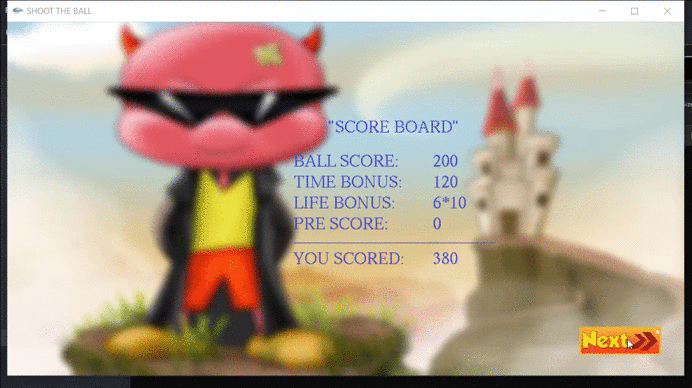 SHOOT THE BALL
"SCORE BOARD"
BALL SCORE: 200
TIME BONUS: 120
LIFE BONUS: 6*10
PRE SCORE: 0
YOU SCORED: 380
Next